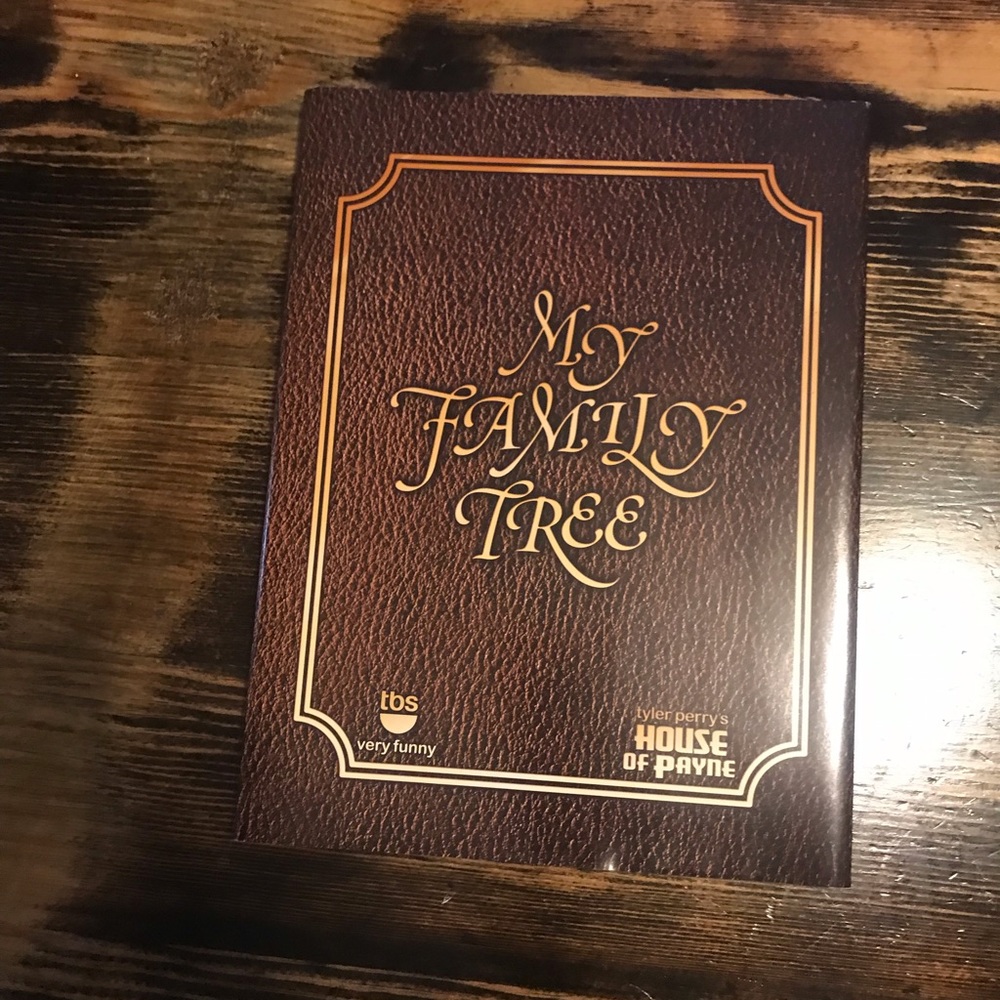 MY
FAMILY
TREE
tbs
very funny
tyler perry's
HOUSE
OF PAYNE